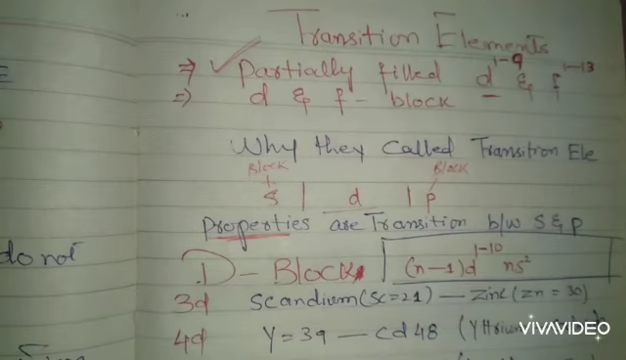 Transition Elements
⇒ ✓ Partially filled d¹⁻⁹ & f¹⁻¹³
⇒ d & f - block
Why they Called Transition Ele
Block Block
s | d | p
Properties are Transition b/w S & P
do not
D - Block (n-1)d¹⁻¹⁰ ns²
3d Scandium (Sc=21) — Zinc (Zn = 30)
4d Y = 39 — Cd 48
VIVAVIDEO